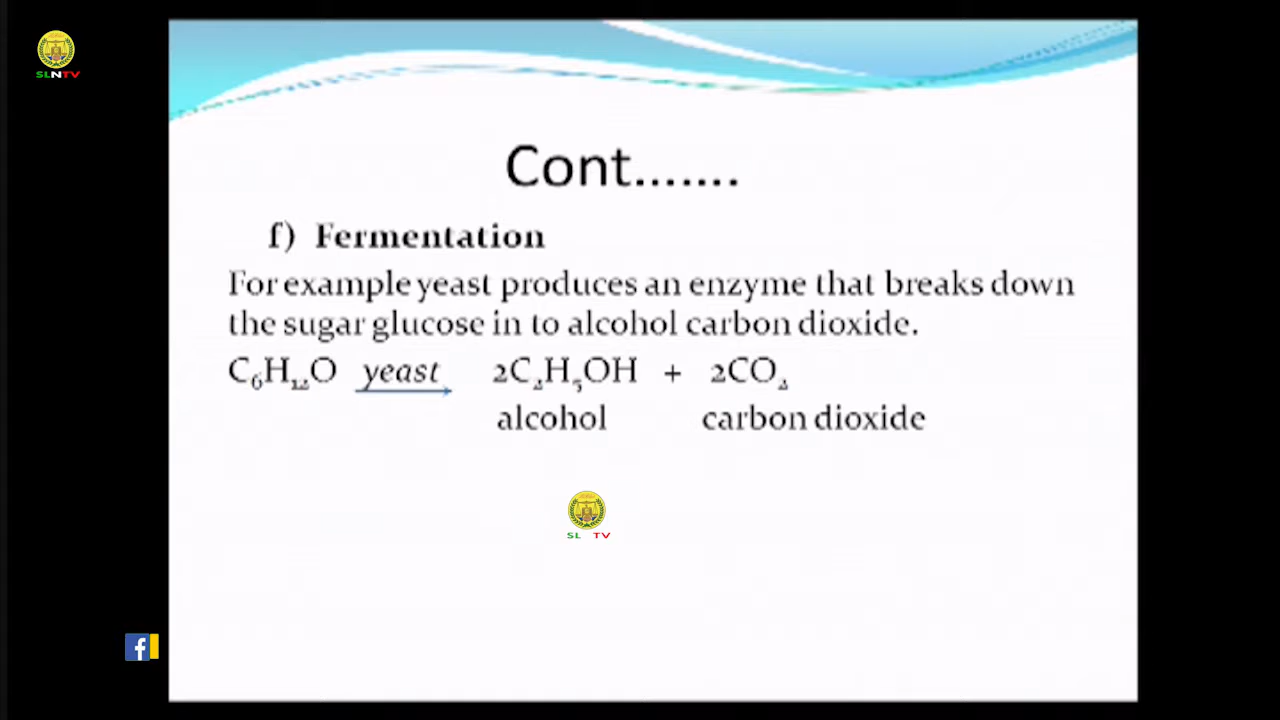 SLNTV
Cont.......
f) Fermentation
For example yeast produces an enzyme that breaks down
the sugar glucose in to alcohol carbon dioxide.
C₆H₁₂O yeast 2C₂H₅OH + 2CO₂
alcohol carbon dioxide
SL TV
f